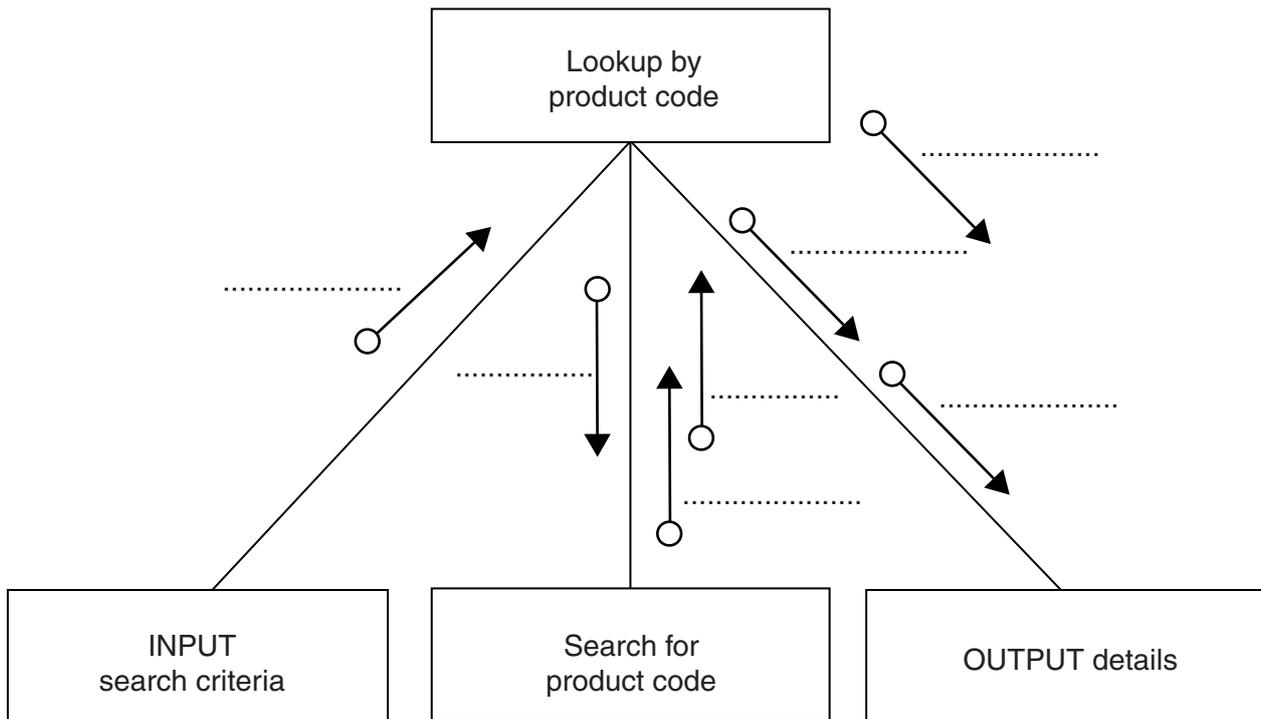 Lookup by
product code
INPUT
search criteria
Search for
product code
OUTPUT details